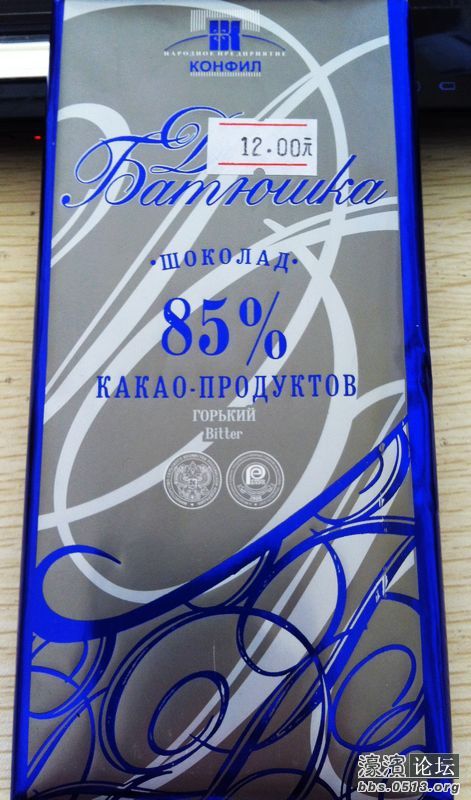 НАРОДНОЕ ПРЕДПРИЯТИЕ
КОНФИЛ
12.00元
Батюшка
·ШОКОЛАД·
85%
КАКАО-ПРОДУКТОВ
ГОРЬКИЙ
Bitter
濠滨论坛
bbs.0513.org